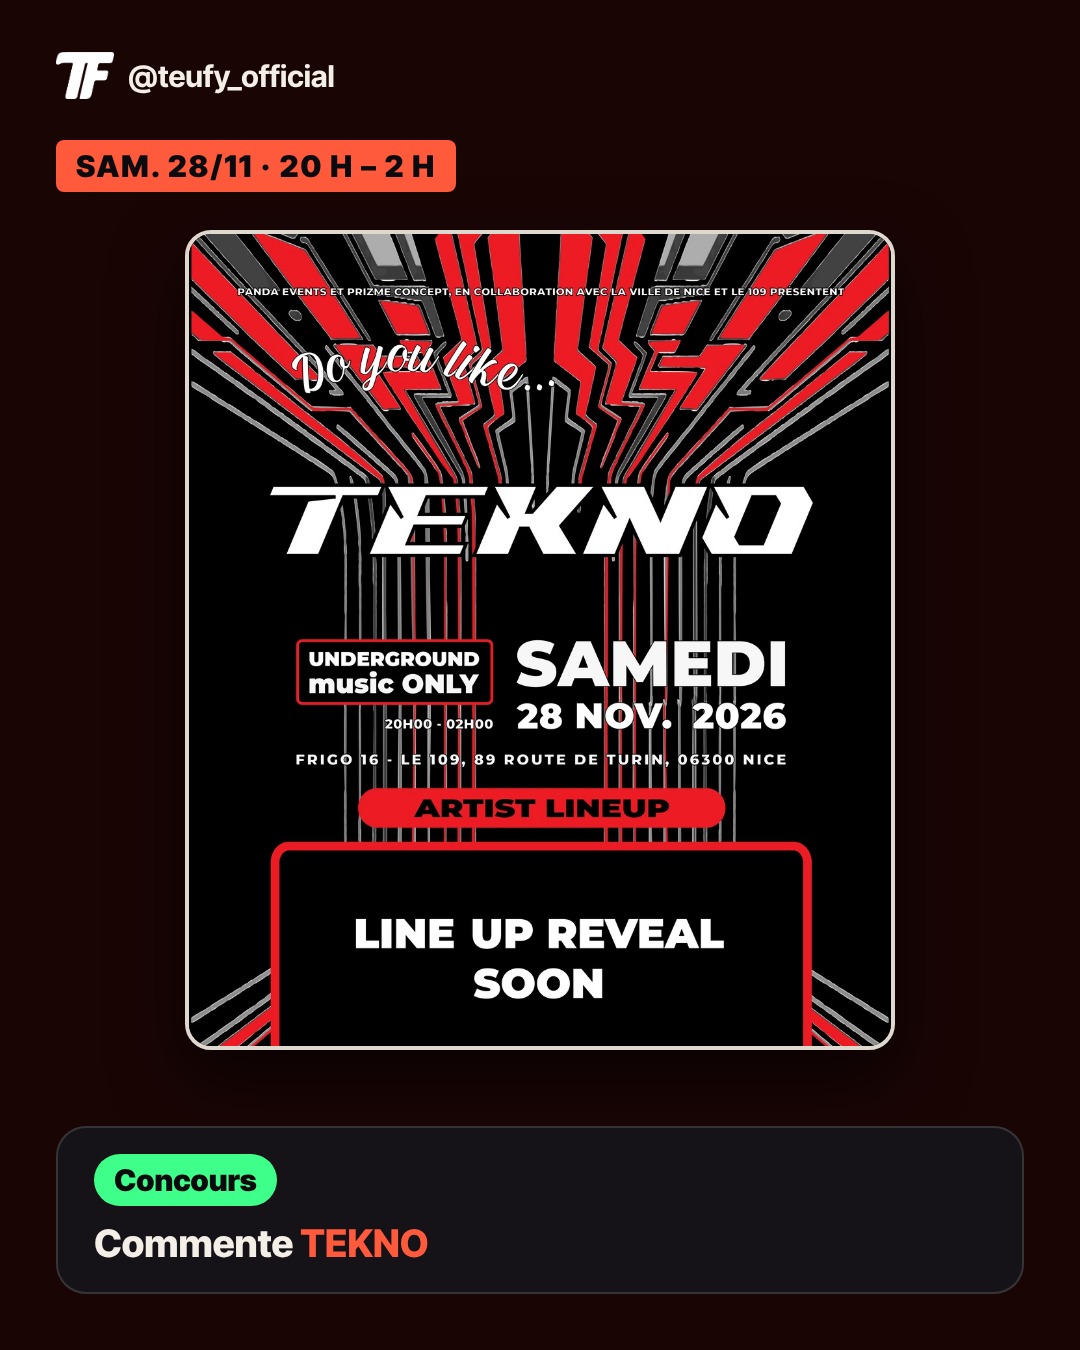 TF @teufy_official
SAM. 28/11 · 20 H – 2 H
PANDA EVENTS ET PRIZME CONCEPT, EN COLLABORATION AVEC LA VILLE DE NICE ET LE 109 PRÉSENTENT
Do you like...
TEKNO
UNDERGROUND
music ONLY
20H00 - 02H00
SAMEDI
28 NOV. 2026
FRIGO 16 - LE 109, 89 ROUTE DE TURIN, 06300 NICE
ARTIST LINEUP
LINE UP REVEAL
SOON
Concours
Commente TEKNO